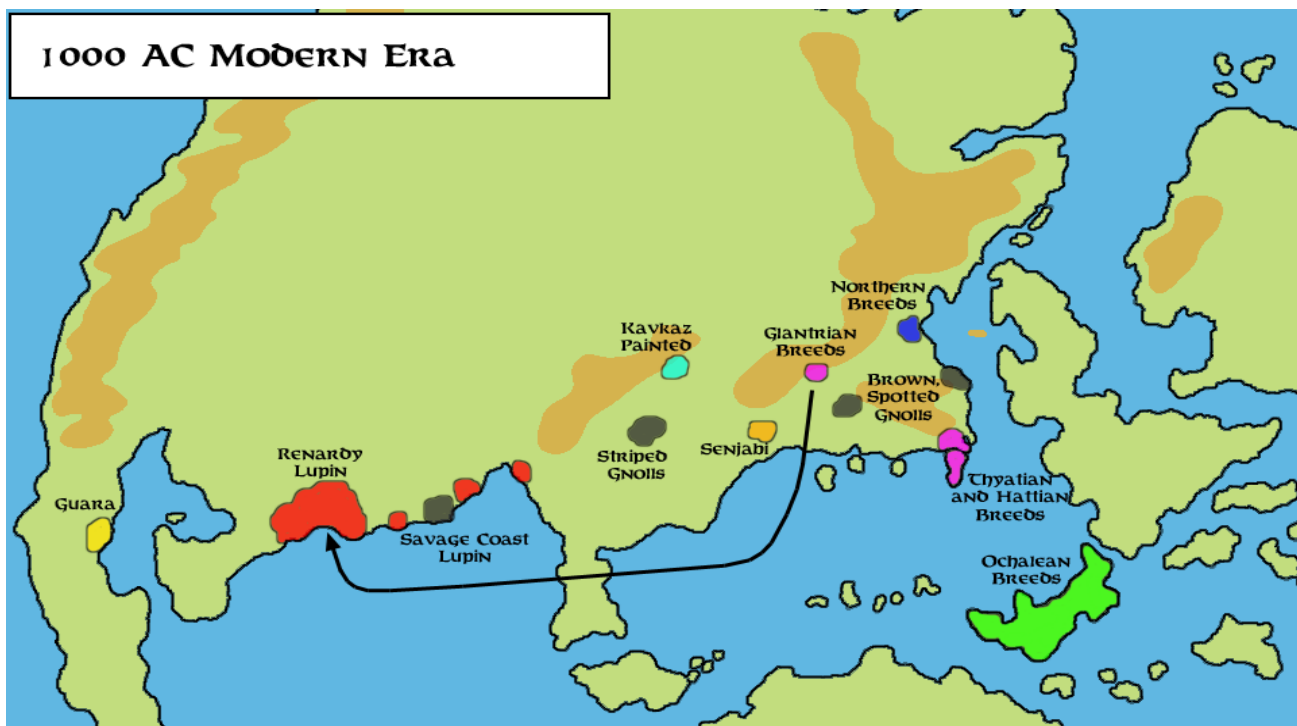 1000 AC Modern Era
Northern
Breeds
Kavkaz
Painted
Glantrian
Breeds
Brown,
Spotted
Gnolls
Renardy
Lupin
Striped
Gnolls
Senjabi
Guara
Thyatian
and Hattian
Breeds
Savage Coast
Lupin
Ochalean
Breeds